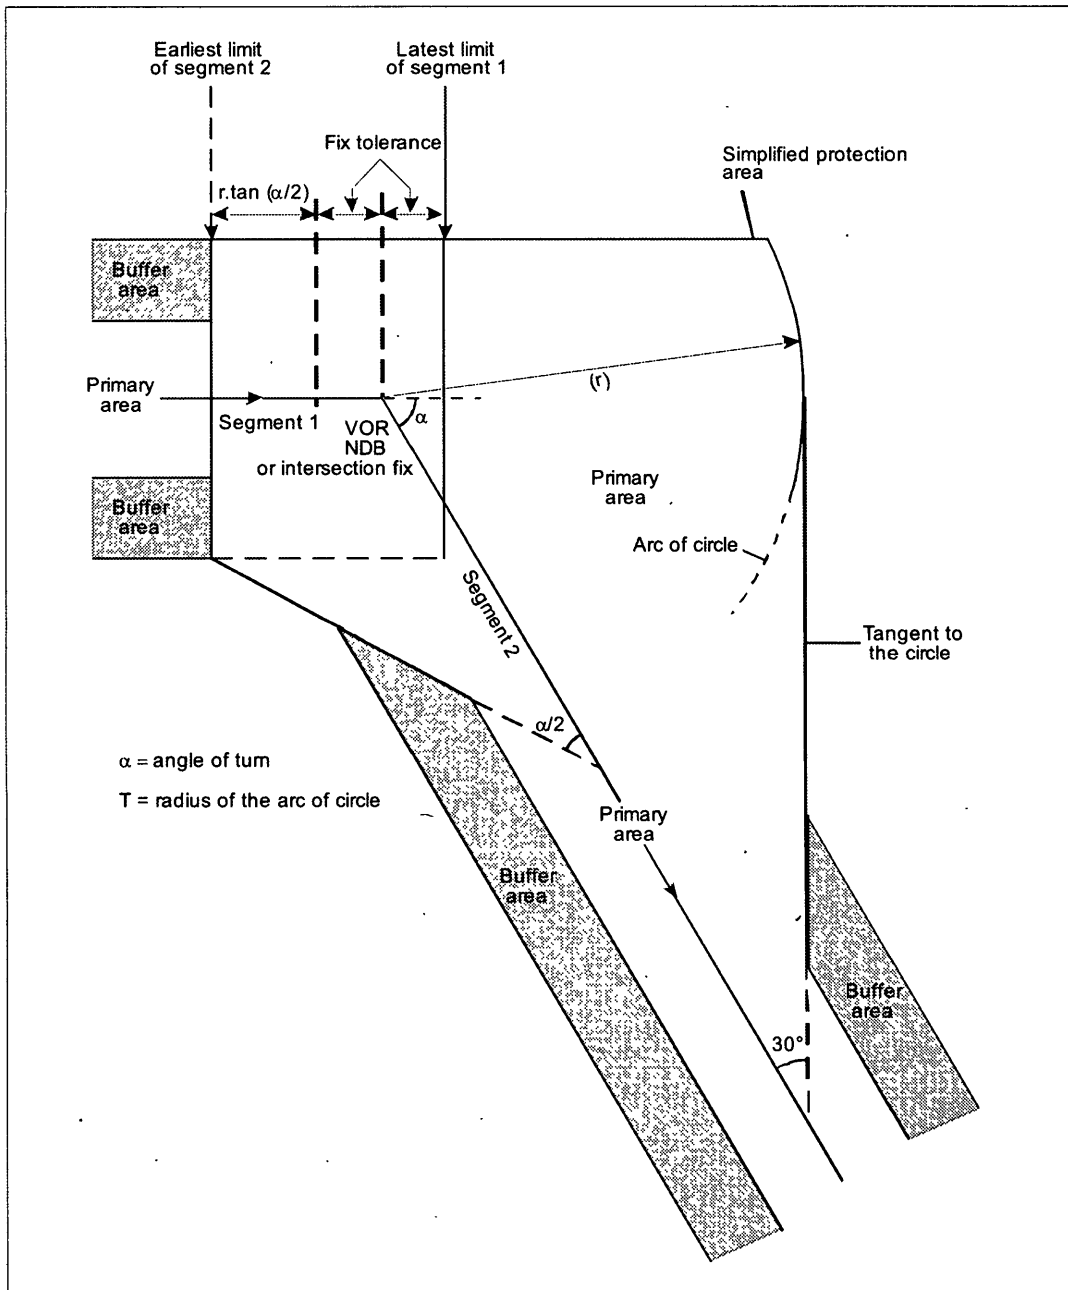 Earliest limit
of segment 2
Latest limit
of segment 1
Fix tolerance
r.tan (α/2)
Simplified protection
area
Buffer
area
Primary
area
Segment 1
(r)
α
VOR
NDB
or intersection fix
Primary
area
Buffer
area
Arc of circle
Segment 2
Tangent to
the circle
α/2
α = angle of turn
T = radius of the arc of circle
Primary
area
Buffer
area
Buffer
area
30°